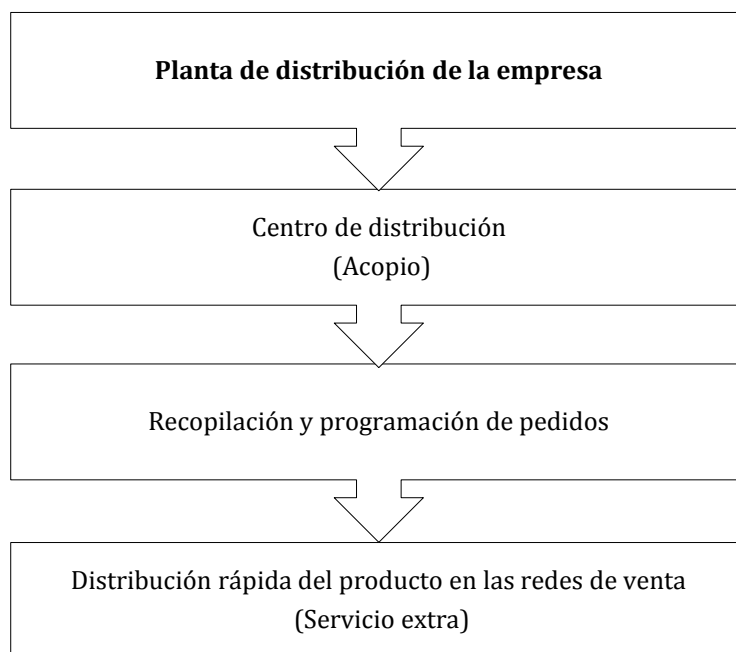 Planta de distribución de la empresa
Centro de distribución
(Acopio)
Recopilación y programación de pedidos
Distribución rápida del producto en las redes de venta
(Servicio extra)